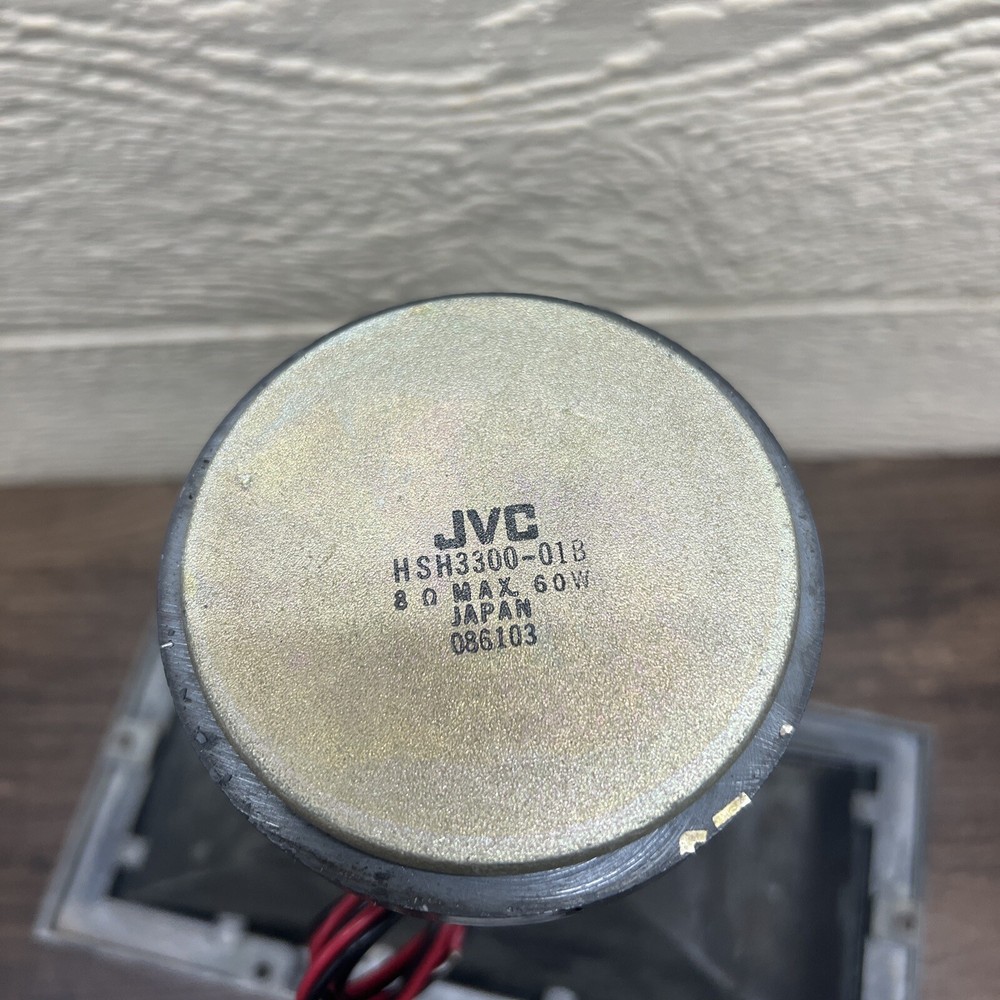 JVC
HSH3300-01B
8 Ω MAX. 60W
JAPAN
086103